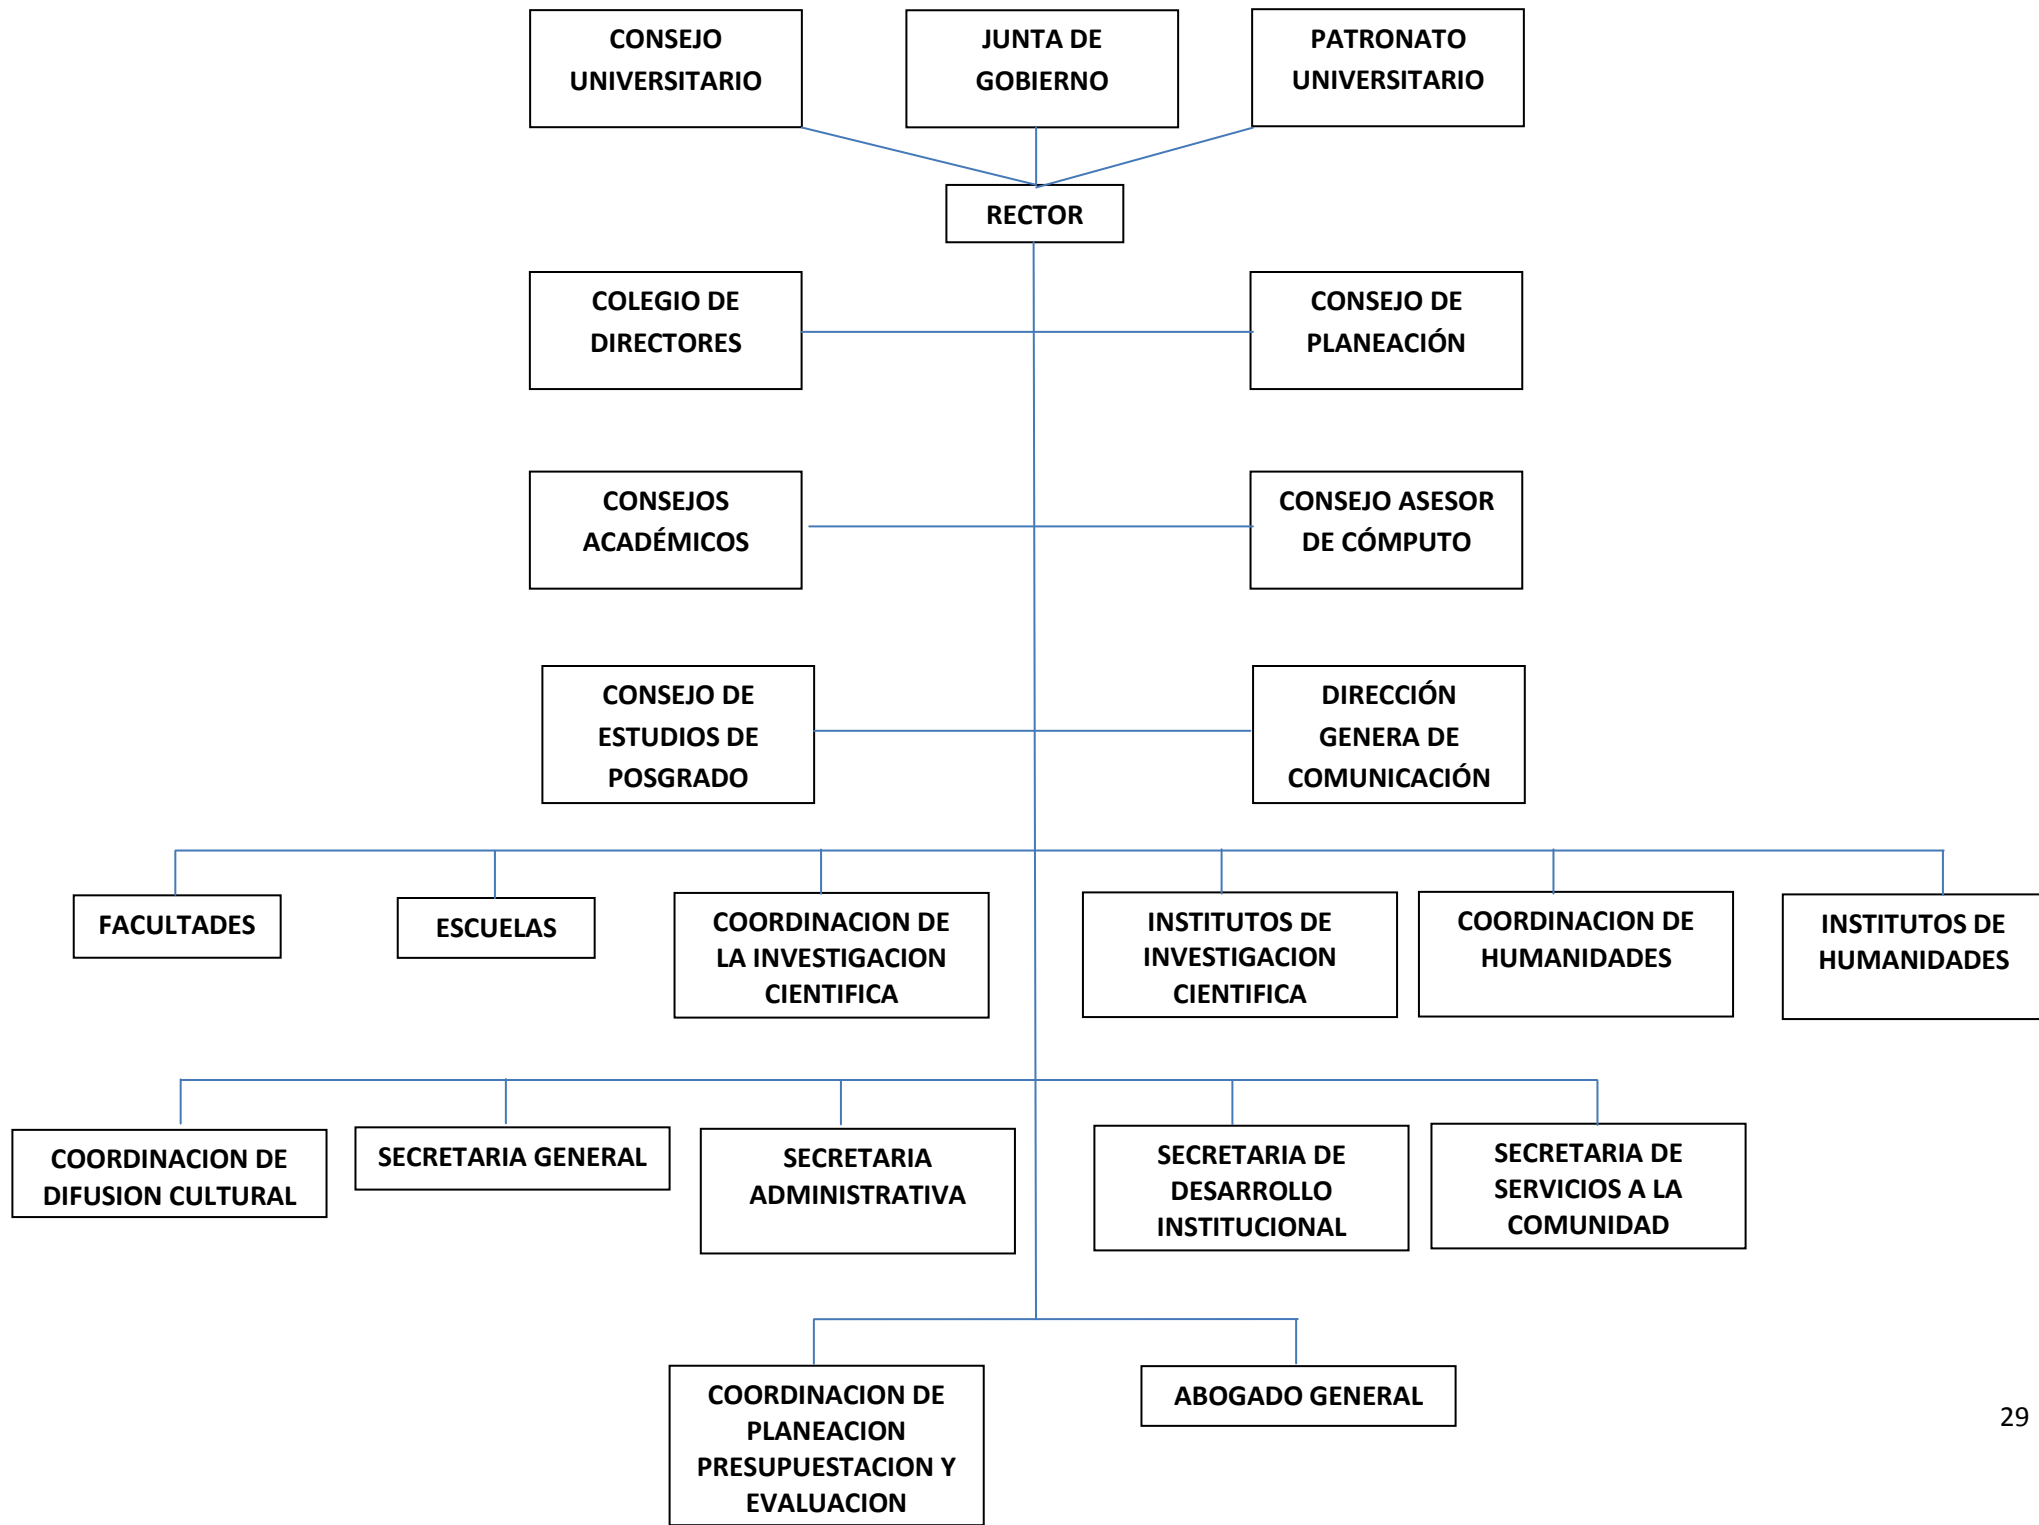 CONSEJO
UNIVERSITARIO
JUNTA DE
GOBIERNO
PATRONATO
UNIVERSITARIO
RECTOR
COLEGIO DE
DIRECTORES
CONSEJO DE
PLANEACIÓN
CONSEJOS
ACADÉMICOS
CONSEJO ASESOR
DE CÓMPUTO
CONSEJO DE
ESTUDIOS DE
POSGRADO
DIRECCIÓN
GENERA DE
COMUNICACIÓN
FACULTADES
ESCUELAS
COORDINACION DE
LA INVESTIGACION
CIENTIFICA
INSTITUTOS DE
INVESTIGACION
CIENTIFICA
COORDINACION DE
HUMANIDADES
INSTITUTOS DE
HUMANIDADES
COORDINACION DE
DIFUSION CULTURAL
SECRETARIA GENERAL
SECRETARIA
ADMINISTRATIVA
SECRETARIA DE
DESARROLLO
INSTITUCIONAL
SECRETARIA DE
SERVICIOS A LA
COMUNIDAD
COORDINACION DE
PLANEACION
PRESUPUESTACION Y
EVALUACION
ABOGADO GENERAL
29